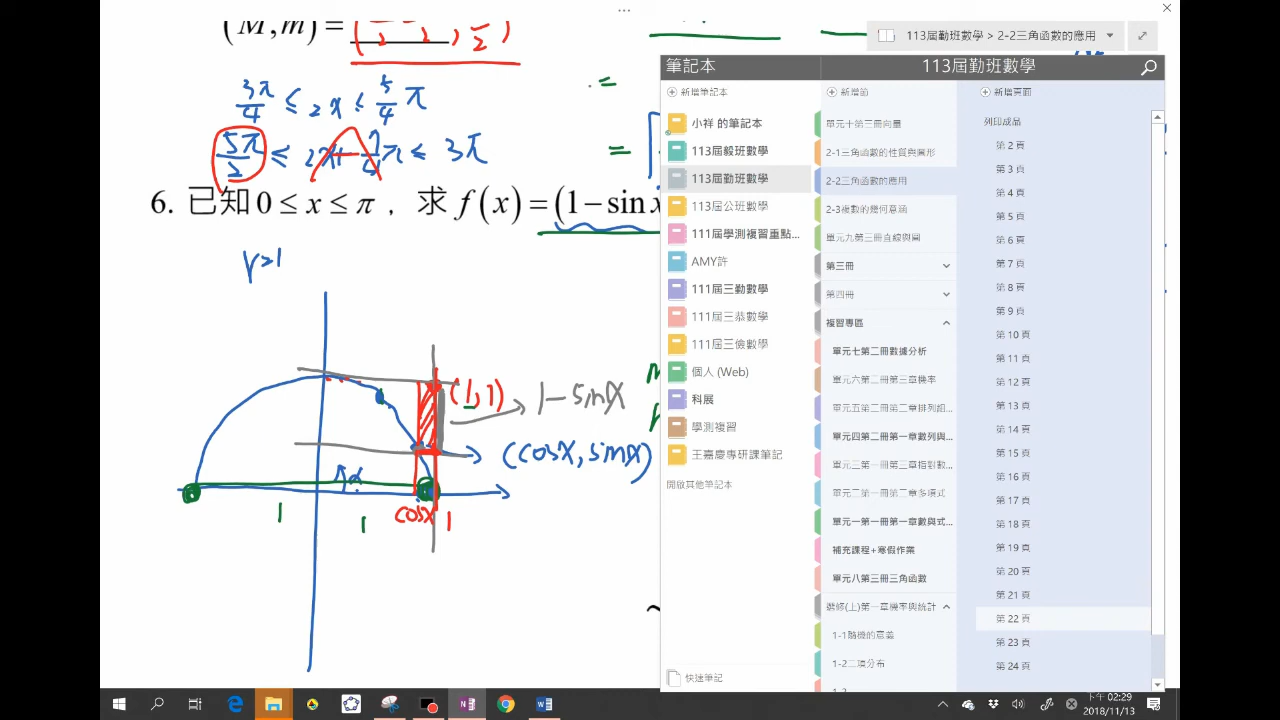 (M,m) =
3π/4 ≤ 2x ≤ 5/4 π
5π/2 ≤ ≤ 3π
6. 已知 0 ≤ x ≤ π , 求 f(x) = (1 − sin x
r=1
(1,1)
1 − sinx
(cosx, sinx)
x
1
1
cosx
1
113屆勤班數學 > 2-2三角函數的應用
筆記本
113屆勤班數學
新增筆記本
新增節
新增頁面
小祥 的筆記本
113屆毅班數學
113屆勤班數學
113屆公班數學
111屆學測複習重點...
AMY許
111屆三勤數學
111屆三恭數學
111屆三儉數學
個人 (Web)
科展
學測複習
王嘉慶專研課筆記
開啟其他筆記本
快速筆記
單元十第三冊向量
2-1三角函數的性質與圖形
2-2三角函數的應用
2-3複數的幾何意涵
單元九第三冊直線與圓
第三冊
第四冊
複習專區
單元七第二冊數據分析
單元六第二冊第三章機率
單元五第二冊第二章排列組...
單元四第二冊第一章數列與...
單元三第一冊第三章指對數...
單元二第一冊第二章多項式
單元一第一冊第一章數與式...
補充課程+寒假作業
單元八第三冊三角函數
選修(上)第一章機率與統計
1-1隨機的意義
1-2二項分布
列印成品
第 2 頁
第 3 頁
第 4 頁
第 5 頁
第 6 頁
第 7 頁
第 8 頁
第 9 頁
第 10 頁
第 11 頁
第 12 頁
第 13 頁
第 14 頁
第 15 頁
第 16 頁
第 17 頁
第 18 頁
第 19 頁
第 20 頁
第 21 頁
第 22 頁
第 23 頁
第 24 頁
下午 02:29
2018/11/13